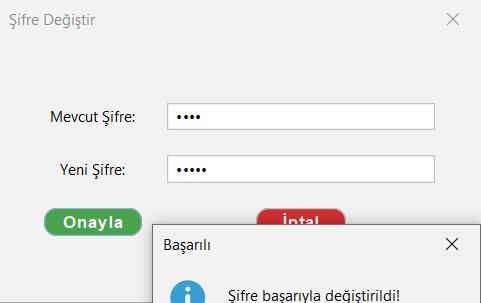 Şifre Değiştir
Mevcut Şifre:
Yeni Şifre:
Onayla
İptal
Başarılı
Şifre başarıyla değiştirildi!